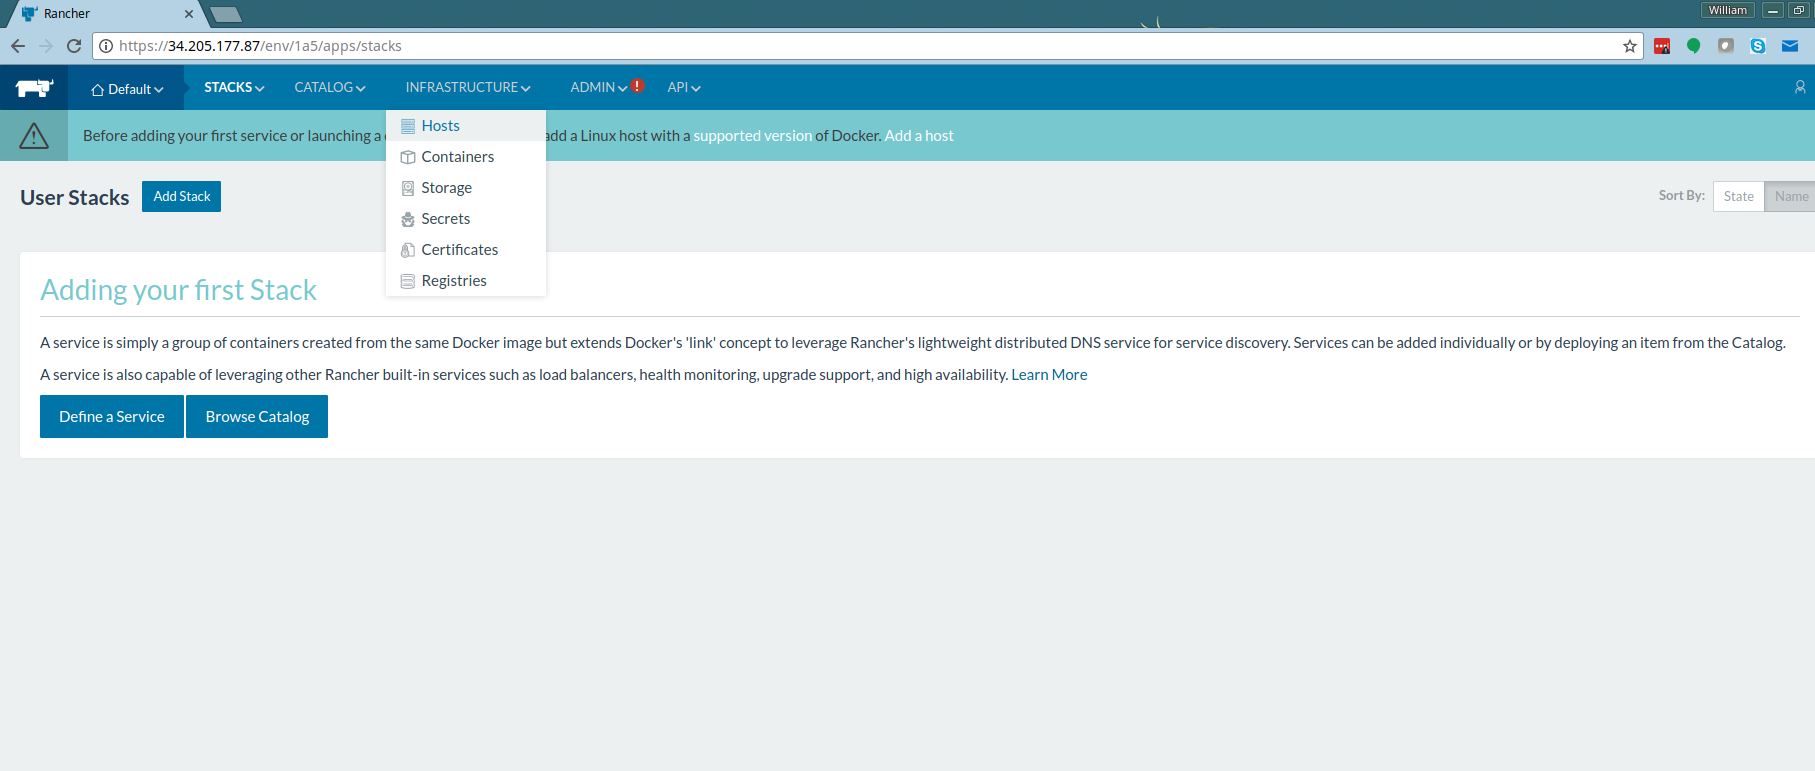 Rancher
William
https://34.205.177.87/env/1a5/apps/stacks
Default STACKS CATALOG INFRASTRUCTURE ADMIN ! API
Before adding your first service or launching a add a Linux host with a supported version of Docker. Add a host
Hosts
Containers
Storage
Secrets
Certificates
Registries
User Stacks Add Stack
Sort By: State Name
Adding your first Stack
A service is simply a group of containers created from the same Docker image but extends Docker's 'link' concept to leverage Rancher's lightweight distributed DNS service for service discovery. Services can be added individually or by deploying an item from the Catalog.
A service is also capable of leveraging other Rancher built-in services such as load balancers, health monitoring, upgrade support, and high availability. Learn More
Define a Service Browse Catalog